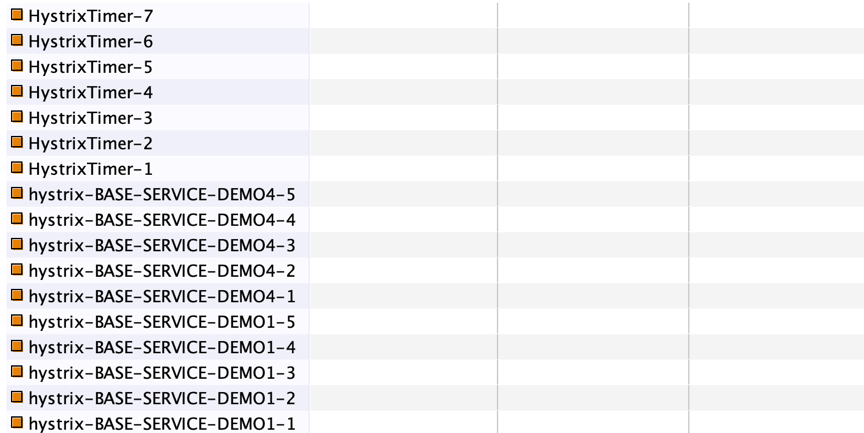 HystrixTimer-7
HystrixTimer-6
HystrixTimer-5
HystrixTimer-4
HystrixTimer-3
HystrixTimer-2
HystrixTimer-1
hystrix-BASE-SERVICE-DEMO4-5
hystrix-BASE-SERVICE-DEMO4-4
hystrix-BASE-SERVICE-DEMO4-3
hystrix-BASE-SERVICE-DEMO4-2
hystrix-BASE-SERVICE-DEMO4-1
hystrix-BASE-SERVICE-DEMO1-5
hystrix-BASE-SERVICE-DEMO1-4
hystrix-BASE-SERVICE-DEMO1-3
hystrix-BASE-SERVICE-DEMO1-2
hystrix-BASE-SERVICE-DEMO1-1